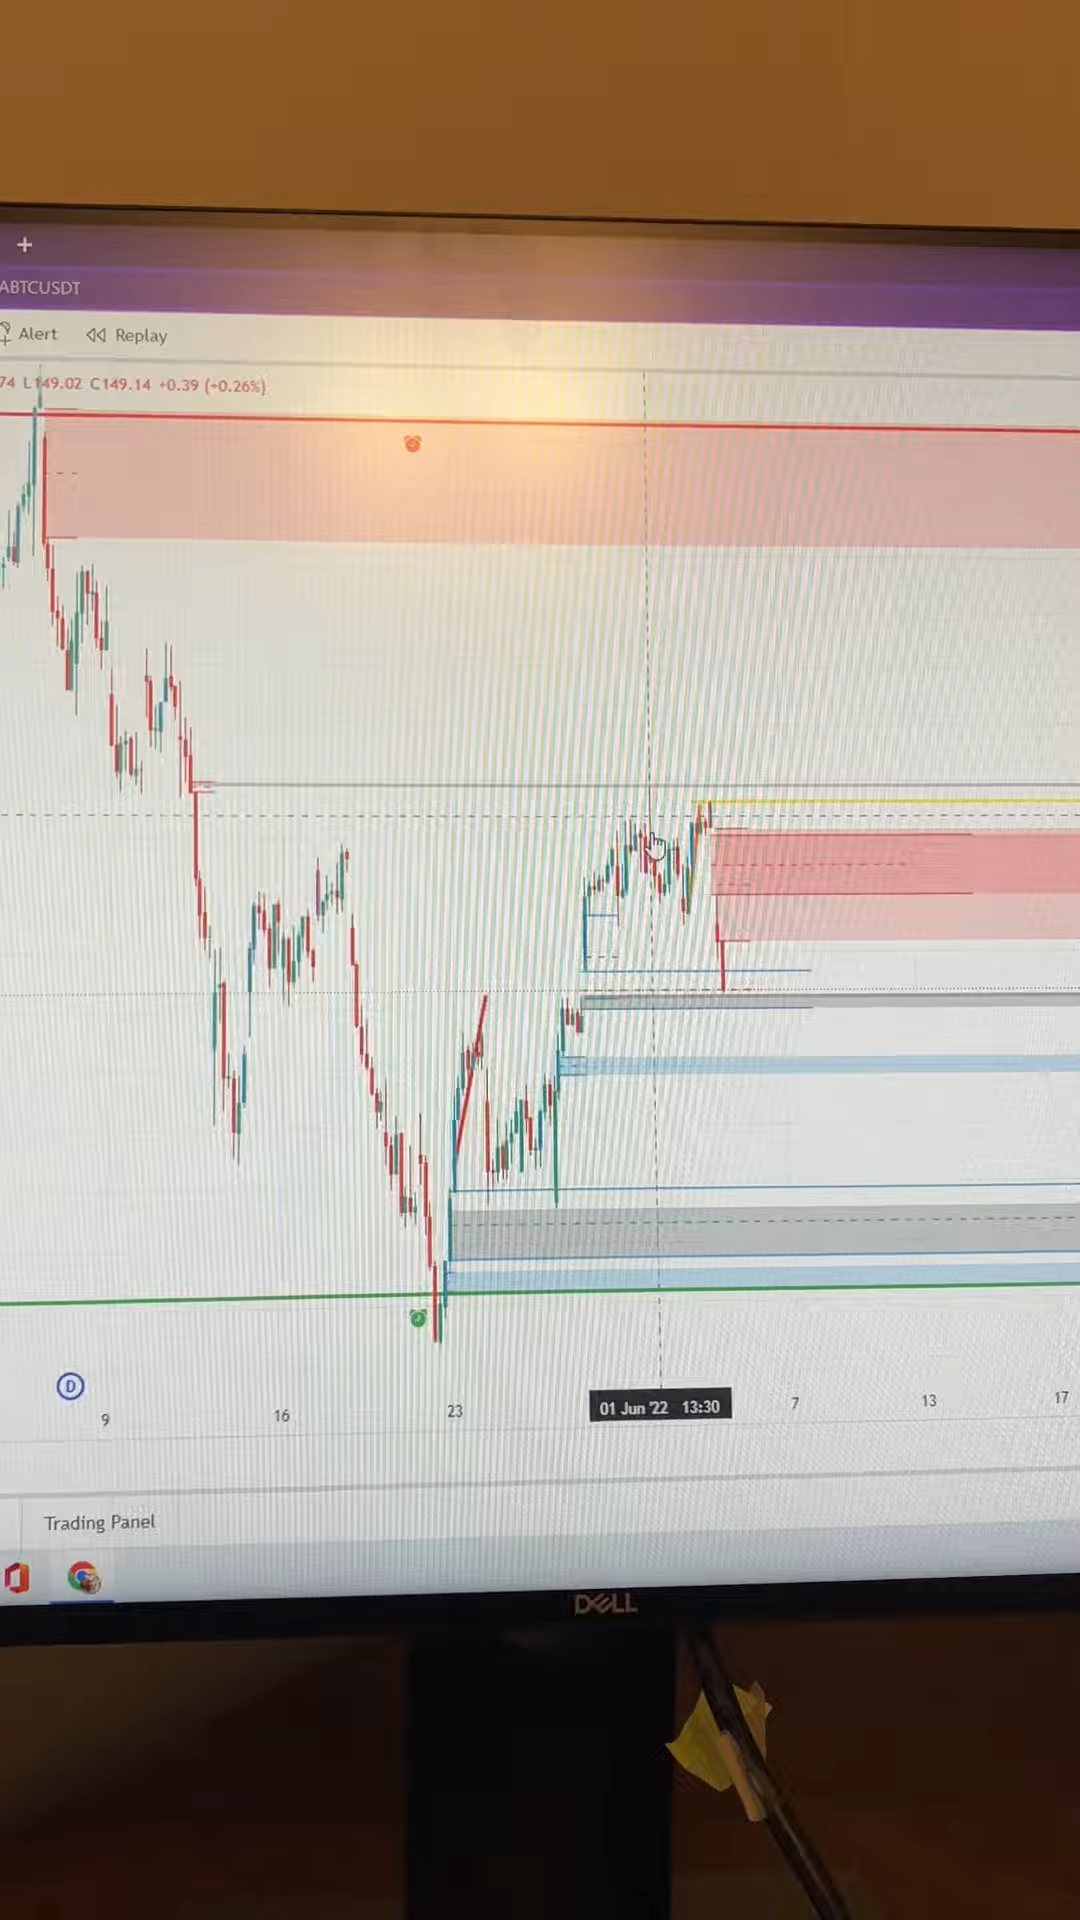 +
ABTCUSDT
Alert Replay
74 L149.02 C149.14 +0.39 (+0.26%)
D
9 16 23 01 Jun '22 13:30 7 13 17
Trading Panel
DELL